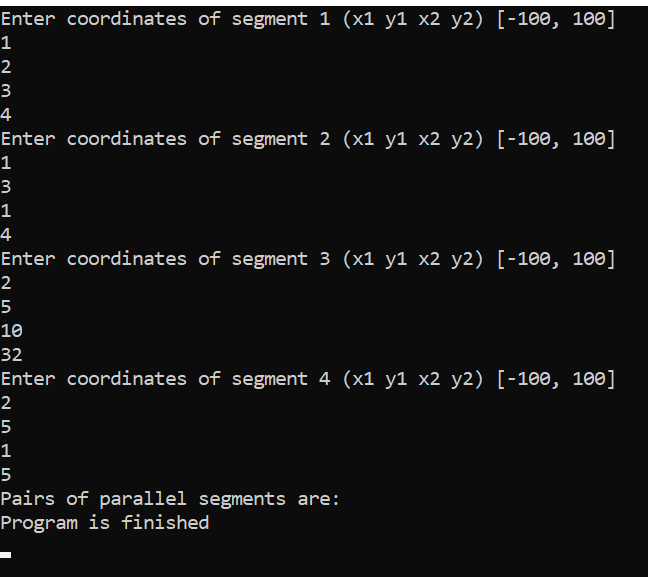 Enter coordinates of segment 1 (x1 y1 x2 y2) [-100, 100]
1
2
3
4
Enter coordinates of segment 2 (x1 y1 x2 y2) [-100, 100]
1
3
1
4
Enter coordinates of segment 3 (x1 y1 x2 y2) [-100, 100]
2
5
10
32
Enter coordinates of segment 4 (x1 y1 x2 y2) [-100, 100]
2
5
1
5
Pairs of parallel segments are:
Program is finished